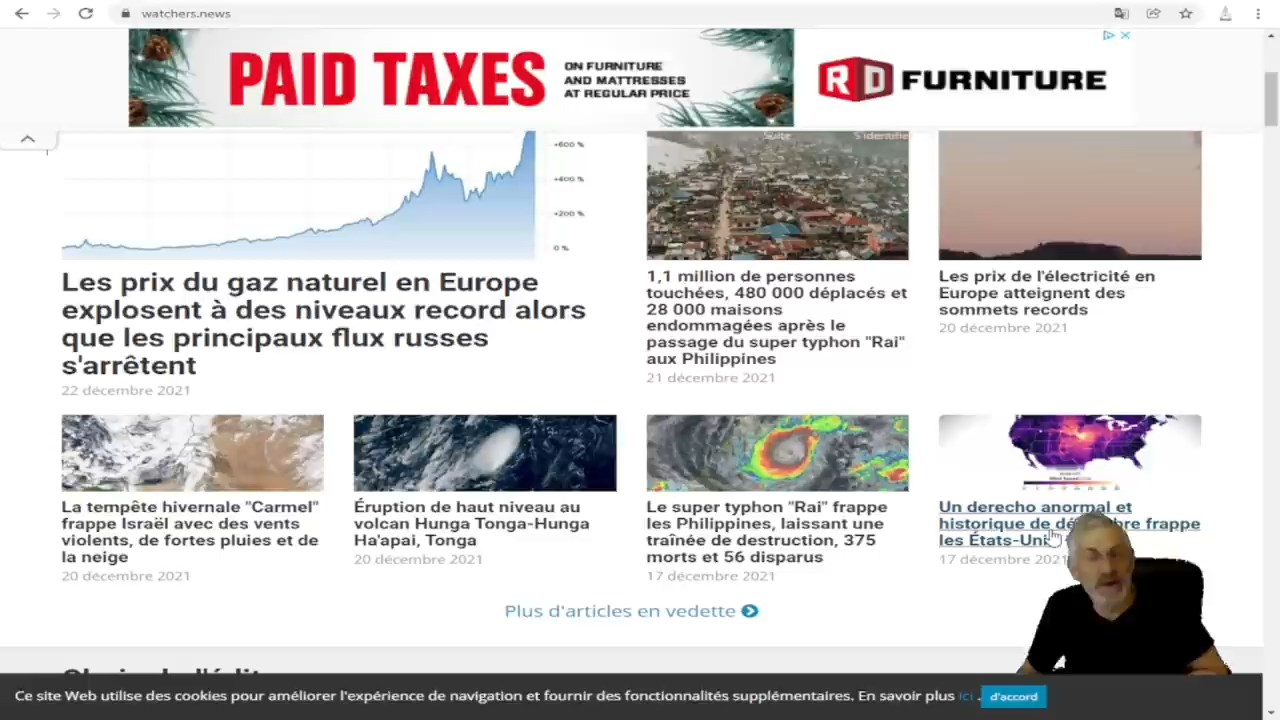 watchers.news
PAID TAXES
ON FURNITURE
AND MATTRESSES
AT REGULAR PRICE
RD FURNITURE
+600 %
+400 %
+200 %
0 %
Suite
S'identifier
Les prix du gaz naturel en Europe
explosent à des niveaux record alors
que les principaux flux russes
s'arrêtent
22 décembre 2021
1,1 million de personnes
touchées, 480 000 déplacés et
28 000 maisons
endommagées après le
passage du super typhon "Rai"
aux Philippines
21 décembre 2021
Les prix de l'électricité en
Europe atteignent des
sommets records
20 décembre 2021
La tempête hivernale "Carmel"
frappe Israël avec des vents
violents, de fortes pluies et de
la neige
20 décembre 2021
Éruption de haut niveau au
volcan Hunga Tonga-Hunga
Ha'apai, Tonga
20 décembre 2021
Le super typhon "Rai" frappe
les Philippines, laissant une
traînée de destruction, 375
morts et 56 disparus
17 décembre 2021
Un derecho anormal et
historique de frappe
les
17 décembre 2021
Plus d'articles en vedette
Ce site Web utilise des cookies pour améliorer l'expérience de navigation et fournir des fonctionnalités supplémentaires. En savoir plus ici . d'accord